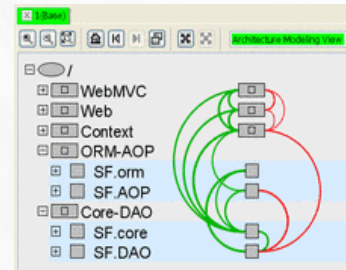 1(Base)
Architecture Modeling View
/
WebMVC
Web
Context
ORM-AOP
SF.orm
SF.AOP
Core-DAO
SF.core
SF.DAO